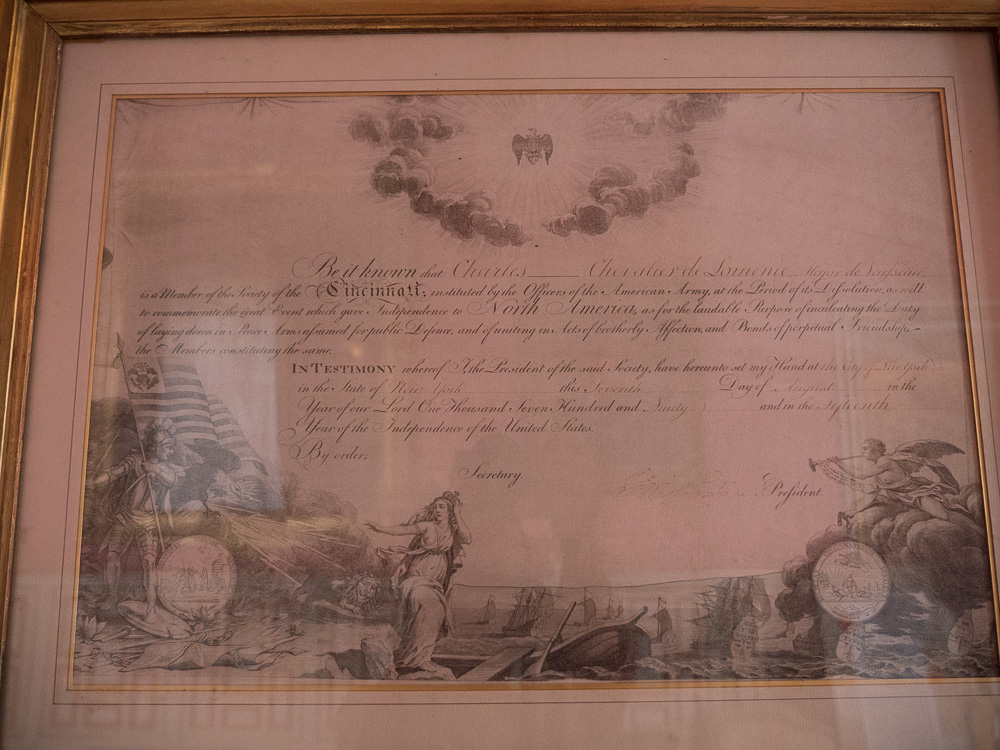 Be it known that Charles Chevalier de Lomenie, Major de
is a Member of the Society of the Cincinnati; instituted by the Officers of the American Army, at the Period of its Dissolution, as well
to commemorate the great Event which gave Independence to North America, as for the laudable Purpose of inculcating the Duty
of laying down in Peace Arms assumed for public Defence, and of uniting in Acts of brotherly Affection, and Bonds of perpetual Friendship,
the Members constituting the same.
IN TESTIMONY whereof I, the President of the said Society, have hereunto set my Hand at the City of New York
in the State of New York this Seventh Day of August in the
Year of our Lord One Thousand Seven Hundred and Ninety and in the fifteenth
Year of the Independence of the United States.
By order,
Secretary.
President.